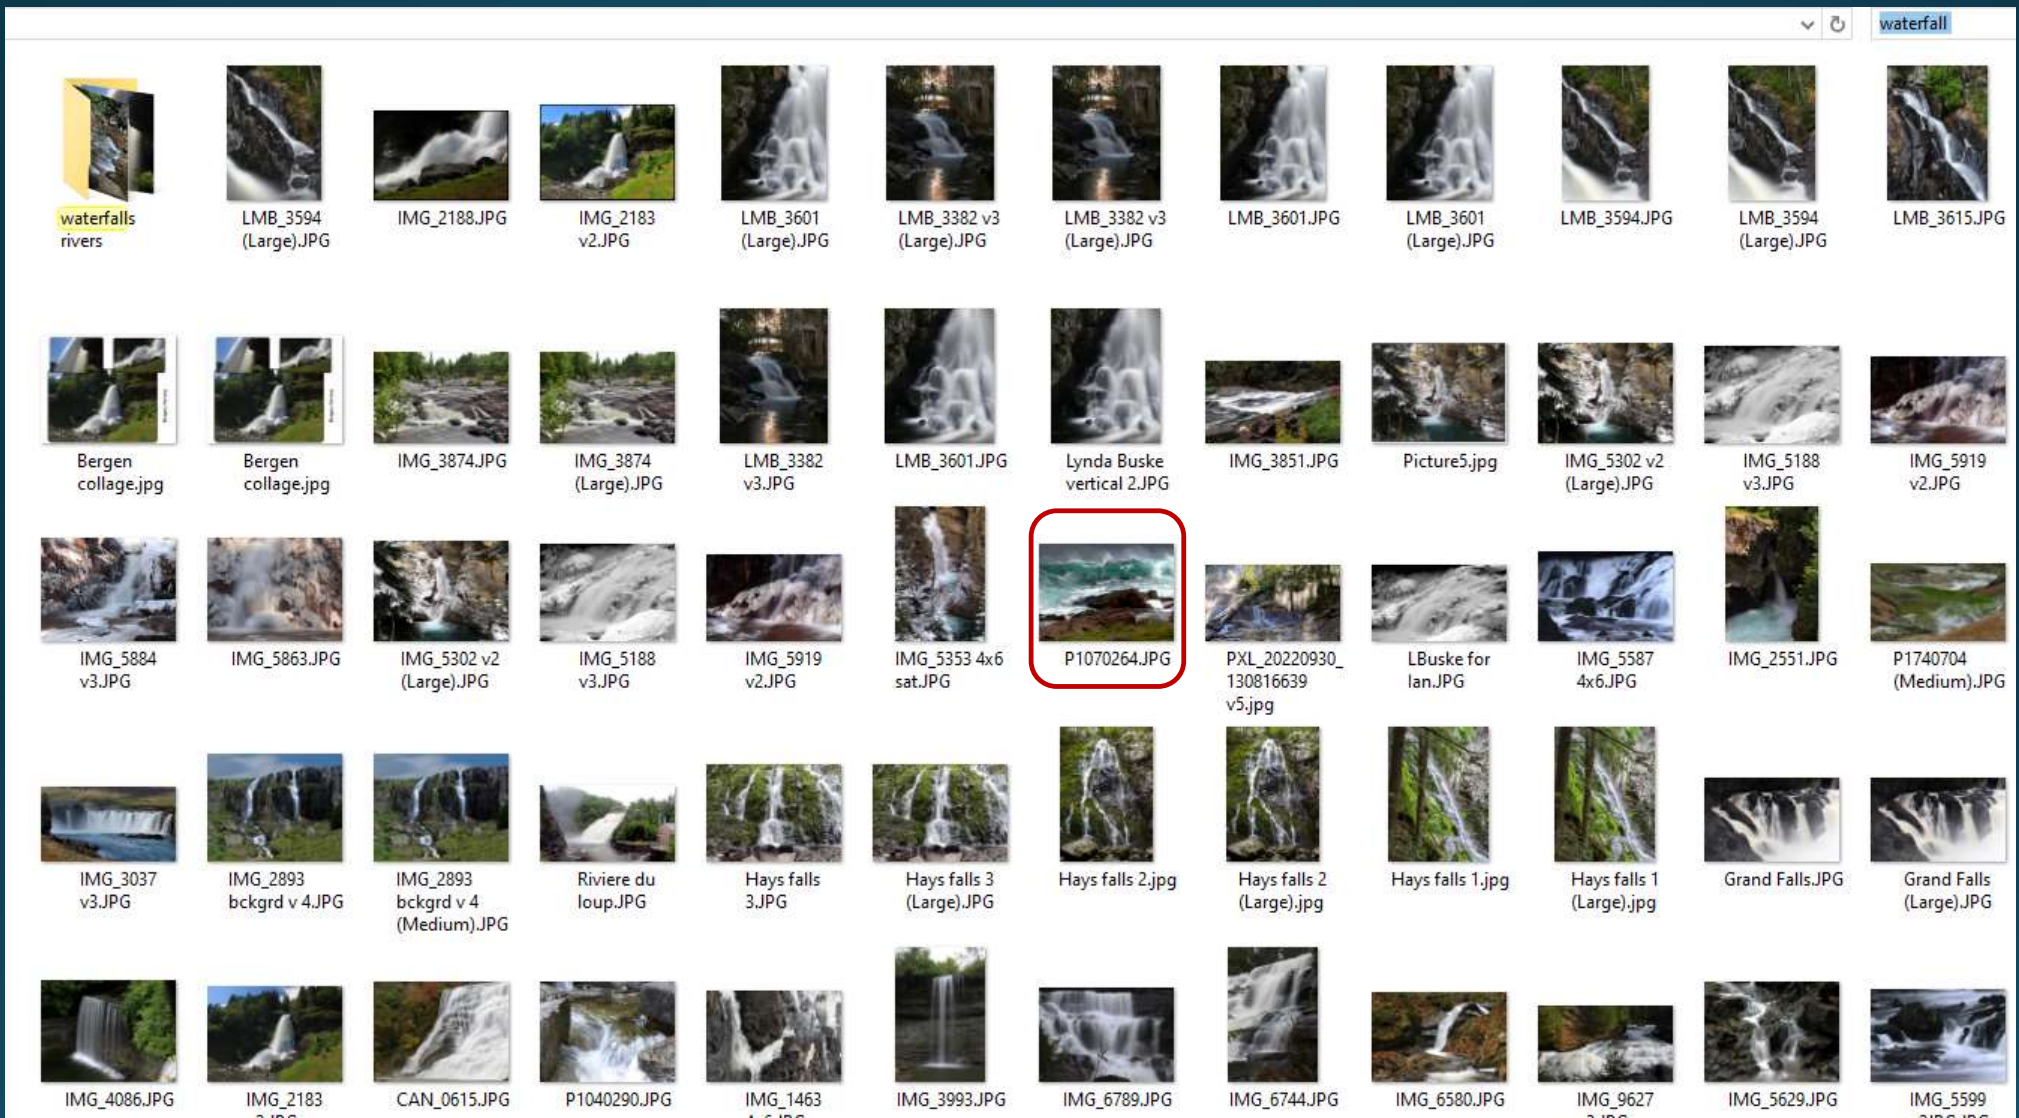 waterfall
waterfalls
rivers
LMB_3594
(Large).JPG
IMG_2188.JPG
IMG_2183
v2.JPG
LMB_3601
(Large).JPG
LMB_3382 v3
(Large).JPG
LMB_3382 v3
(Large).JPG
LMB_3601.JPG
LMB_3601
(Large).JPG
LMB_3594.JPG
LMB_3594
(Large).JPG
LMB_3615.JPG
Bergen
collage.jpg
Bergen
collage.jpg
IMG_3874.JPG
IMG_3874
(Large).JPG
LMB_3382
v3.JPG
LMB_3601.JPG
Lynda Buske
vertical 2.JPG
IMG_3851.JPG
Picture5.jpg
IMG_5302 v2
(Large).JPG
IMG_5188
v3.JPG
IMG_5919
v2.JPG
IMG_5884
v3.JPG
IMG_5863.JPG
IMG_5302 v2
(Large).JPG
IMG_5188
v3.JPG
IMG_5919
v2.JPG
IMG_5353 4x6
sat.JPG
P1070264.JPG
PXL_20220930_
130816639
v5.jpg
LBuske for
Ian.JPG
IMG_5587
4x6.JPG
IMG_2551.JPG
P1740704
(Medium).JPG
IMG_3037
v3.JPG
IMG_2893
bckgrd v 4.JPG
IMG_2893
bckgrd v 4
(Medium).JPG
Riviere du
loup.JPG
Hays falls
3.JPG
Hays falls 3
(Large).JPG
Hays falls 2.jpg
Hays falls 2
(Large).jpg
Hays falls 1.jpg
Hays falls 1
(Large).jpg
Grand Falls.JPG
Grand Falls
(Large).JPG
IMG_4086.JPG
IMG_2183
CAN_0615.JPG
P1040290.JPG
IMG_1463
IMG_3993.JPG
IMG_6789.JPG
IMG_6744.JPG
IMG_6580.JPG
IMG_9627
IMG_5629.JPG
IMG_5599